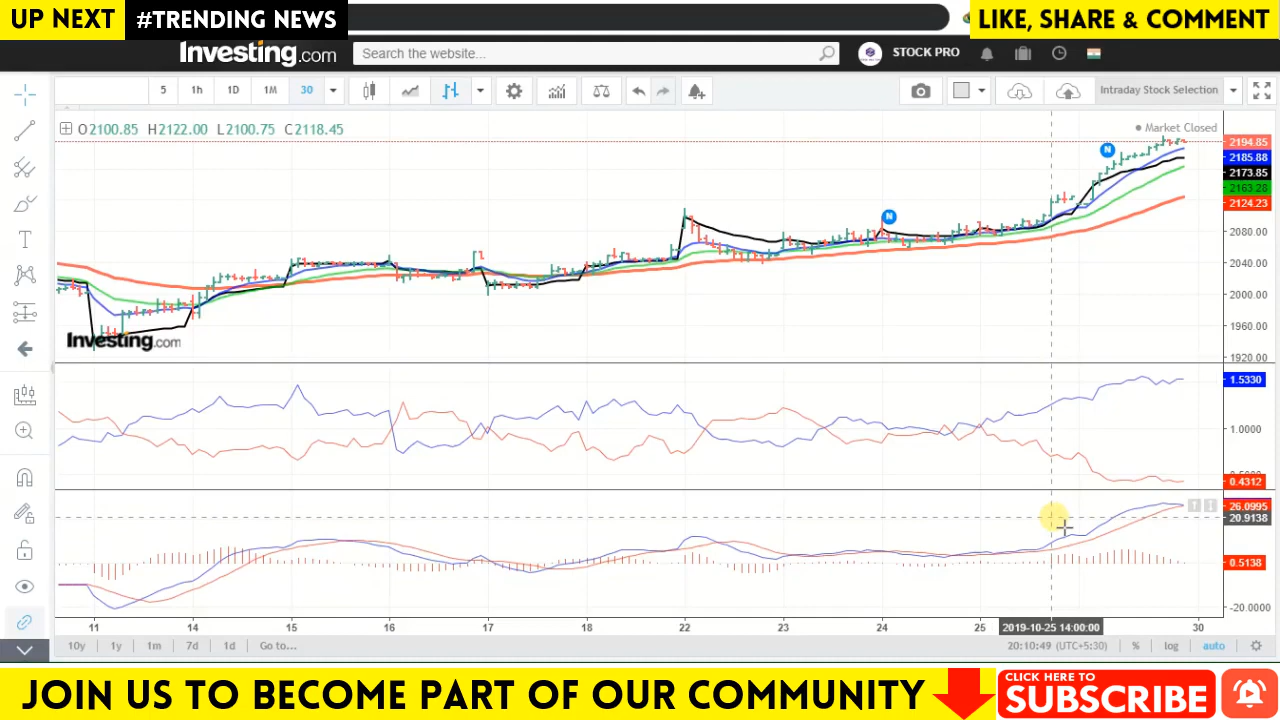 UP NEXT #TRENDING NEWS LIKE, SHARE & COMMENT
Investing.com Search the website... STOCK PRO
5 1h 1D 1M 30 Intraday Stock Selection
O2100.85 H2122.00 L2100.75 C2118.45
Market Closed
N
N
2194.85
2185.88
2173.85
2163.28
2124.23
2080.00
2040.00
2000.00
1960.00
1920.00
Investing.com
1.5330
1.0000
0.4312
26.0995
20.9138
0.5138
-20.0000
11 14 15 16 17 18 22 23 24 25 2019-10-25 14:00:00 30
10y 1y 1m 7d 1d Go to... 20:10:49 (UTC+5:30) % log auto
JOIN US TO BECOME PART OF OUR COMMUNITY
CLICK HERE TO
SUBSCRIBE